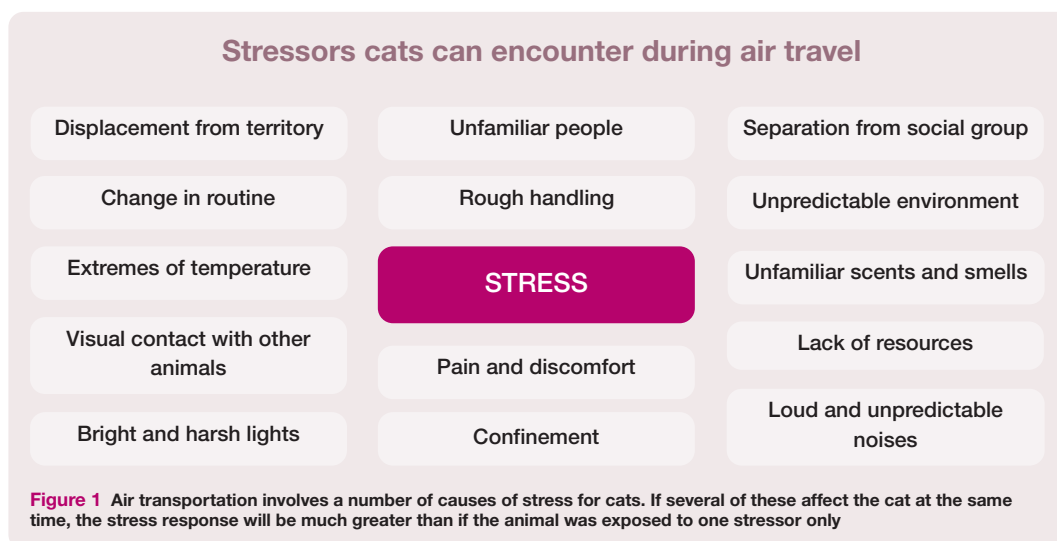 Stressors cats can encounter during air travel
Displacement from territory
Unfamiliar people
Separation from social group
Change in routine
Rough handling
Unpredictable environment
Extremes of temperature
STRESS
Unfamiliar scents and smells
Visual contact with other
animals
Pain and discomfort
Lack of resources
Bright and harsh lights
Confinement
Loud and unpredictable
noises
Figure 1 Air transportation involves a number of causes of stress for cats. If several of these affect the cat at the same
time, the stress response will be much greater than if the animal was exposed to one stressor only